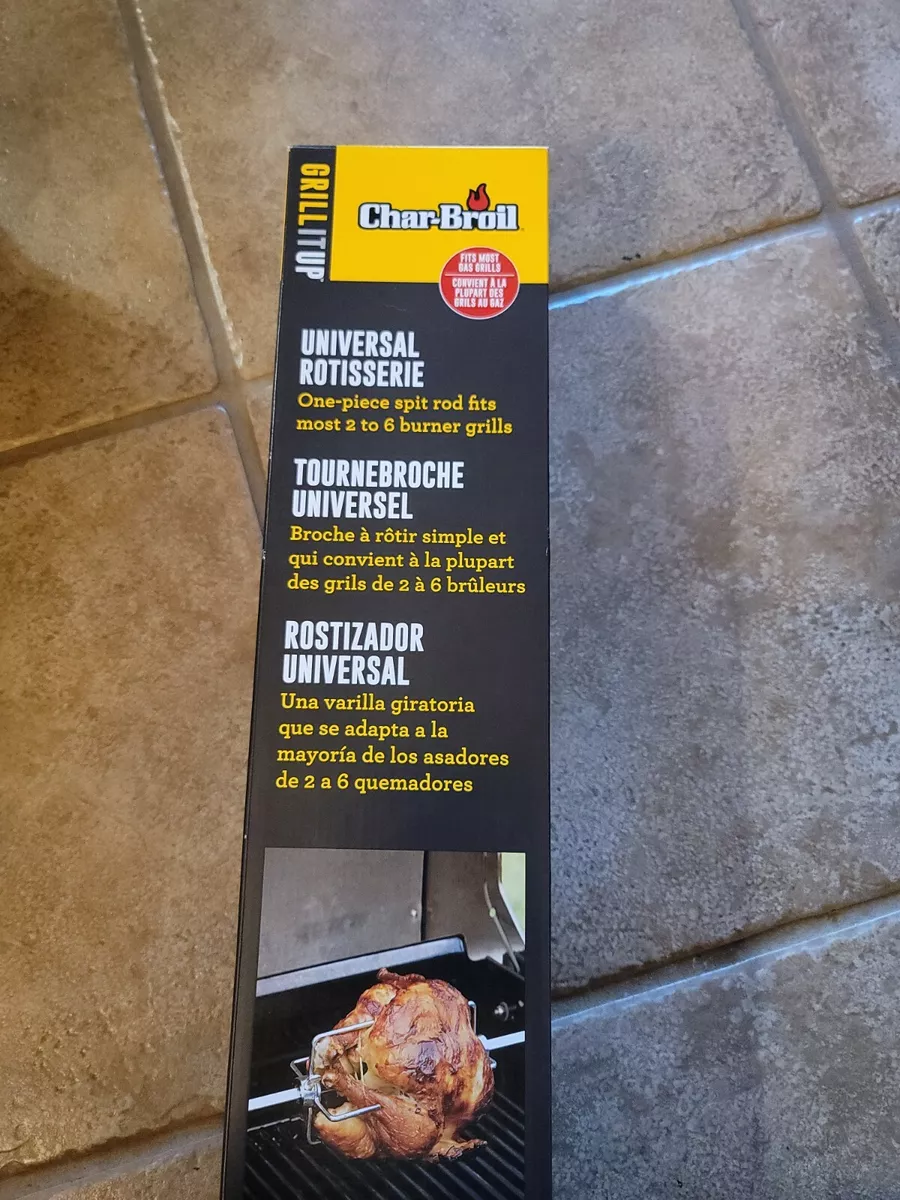 GRILL IT UP
Char-Broil
FITS MOST
GAS GRILLS
CONVIENT À LA
PLUPART DES
GRILS AU GAZ
UNIVERSAL
ROTISSERIE
One-piece spit rod fits
most 2 to 6 burner grills
TOURNEBROCHE
UNIVERSEL
Broche à rôtir simple et
qui convient à la plupart
des grils de 2 à 6 brûleurs
ROSTIZADOR
UNIVERSAL
Una varilla giratoria
que se adapta a la
mayoría de los asadores
de 2 a 6 quemadores